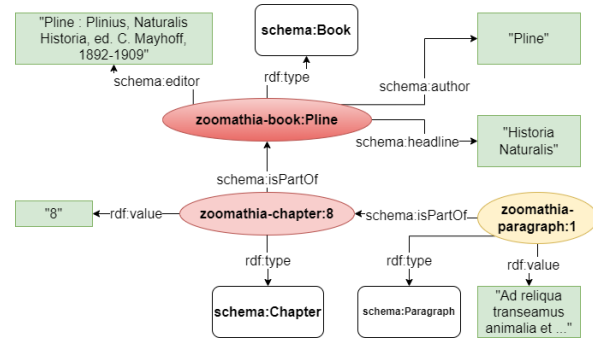 "Pline : Plinius, Naturalis
Historia, ed. C. Mayhoff,
1892-1909"
schema:Book
"Pline"
schema:editor
rdf:type
schema:author
zoomathia-book:Pline
schema:headline
"Historia
Naturalis"
schema:isPartOf
"8"
rdf:value
zoomathia-chapter:8
schema:isPartOf
zoomathia-
paragraph:1
rdf:type
rdf:type
rdf:value
schema:Chapter
schema:Paragraph
"Ad reliqua
transeamus
animalia et ..."